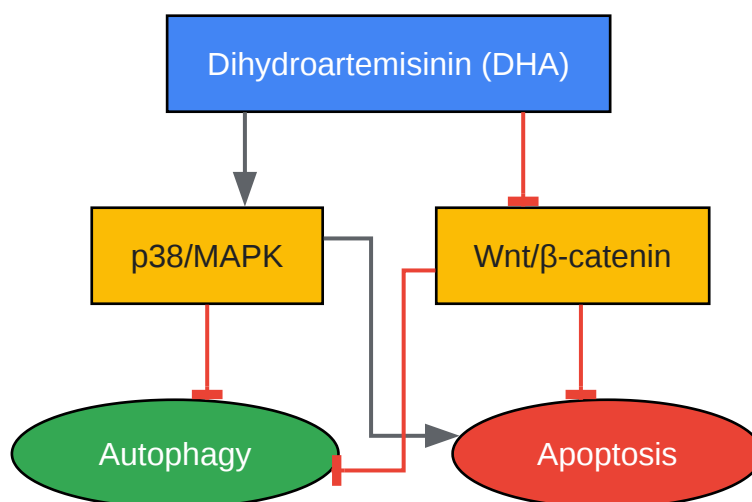 Dihydroartemisinin (DHA)
p38/MAPK
Wnt/β-catenin
Autophagy
Apoptosis